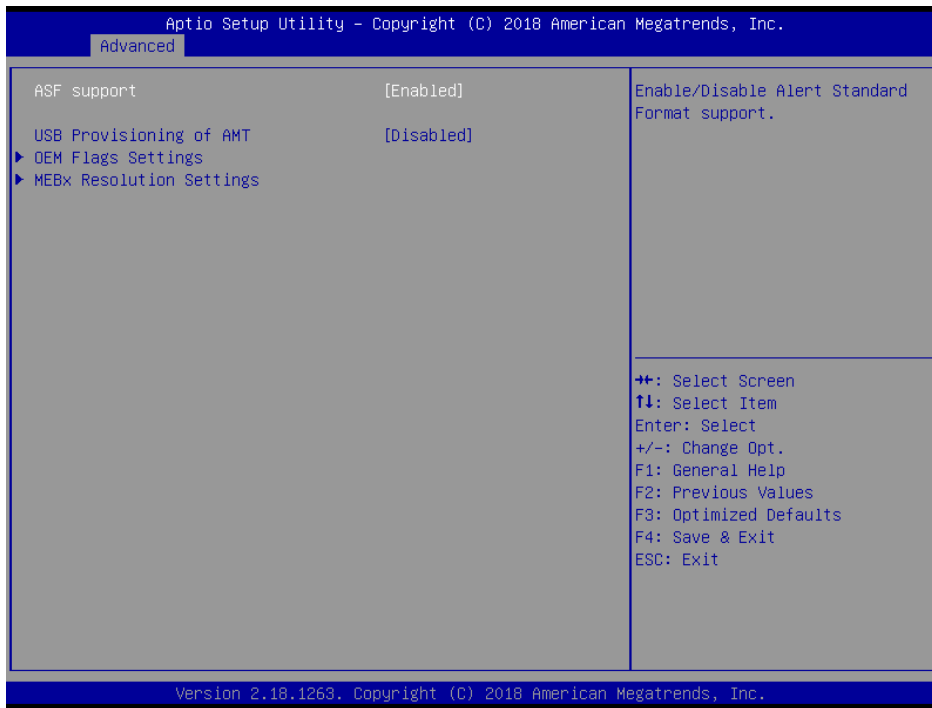 Aptio Setup Utility – Copyright (C) 2018 American Megatrends, Inc.
Advanced
ASF support [Enabled]
USB Provisioning of AMT [Disabled]
▶ OEM Flags Settings
▶ MEBx Resolution Settings
Enable/Disable Alert Standard
Format support.
→←: Select Screen
↑↓: Select Item
Enter: Select
+/-: Change Opt.
F1: General Help
F2: Previous Values
F3: Optimized Defaults
F4: Save & Exit
ESC: Exit
Version 2.18.1263. Copyright (C) 2018 American Megatrends, Inc.